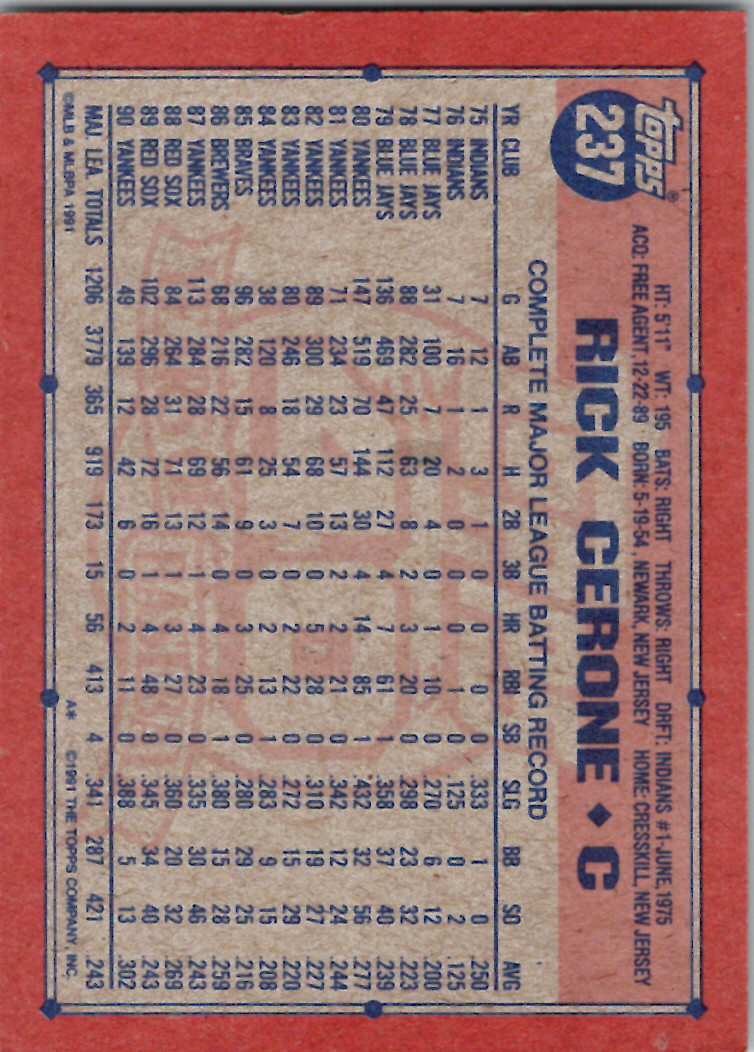 topps®
237
HT: 5'11" WT: 195 BATS: RIGHT THROWS: RIGHT DRFT: INDIANS #1-JUNE, 1975
ACQ: FREE AGENT, 12-22-89 BORN: 5-19-54, NEWARK, NEW JERSEY HOME: CRESSKILL, NEW JERSEY
RICK CERONE ◆ C
COMPLETE MAJOR LEAGUE BATTING RECORD
YR CLUB G AB R H 2B 3B HR RBI SB SLG BB SO AVG
75 INDIANS 7 12 1 3 1 0 0 0 0 .333 1 0 .250
76 INDIANS 7 16 1 2 0 0 0 1 0 .125 0 2 .125
77 BLUE JAYS 31 100 7 20 4 0 1 10 0 .270 6 12 .200
78 BLUE JAYS 88 282 25 63 8 2 3 20 0 .298 23 32 .223
79 BLUE JAYS 136 469 47 112 27 4 7 61 1 .358 37 40 .239
80 YANKEES 147 519 70 144 30 4 14 85 1 .432 32 56 .277
81 YANKEES 71 234 23 57 13 2 2 21 0 .342 12 24 .244
82 YANKEES 89 300 29 68 10 0 5 28 0 .310 19 27 .227
83 YANKEES 80 246 18 54 7 0 2 22 0 .272 15 29 .220
84 YANKEES 38 120 8 25 3 0 2 13 1 .283 9 15 .208
85 BRAVES 96 282 15 61 9 0 3 25 0 .280 29 25 .216
86 BREWERS 68 216 22 56 14 0 4 18 1 .380 15 28 .259
87 YANKEES 113 284 28 69 12 1 4 23 0 .335 30 46 .243
88 RED SOX 84 264 31 71 13 1 3 27 0 .360 20 32 .269
89 RED SOX 102 296 28 72 16 1 4 48 0 .345 34 40 .243
90 YANKEES 49 139 12 42 6 0 2 11 0 .388 5 13 .302
MAJ. LEA. TOTALS 1206 3779 365 919 173 15 56 413 4 .341 287 421 .243
©MLB & MLBPA 1991 A* ©1991 THE TOPPS COMPANY, INC.